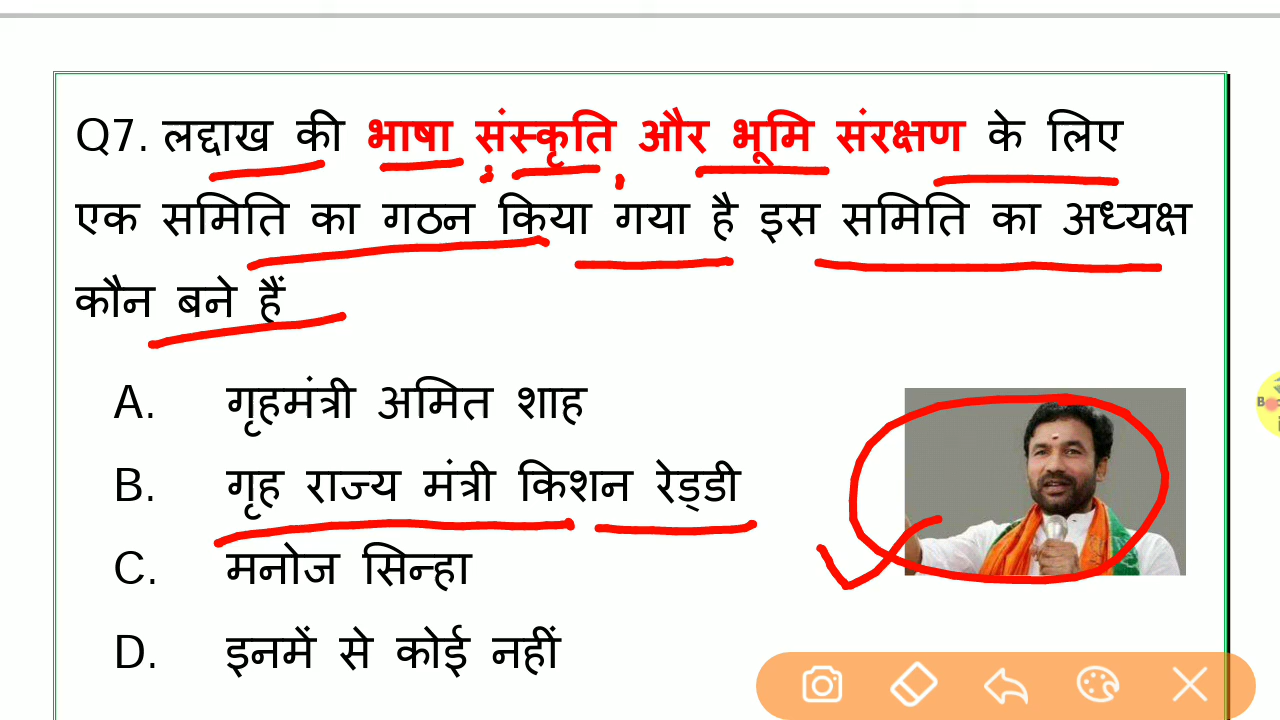 Q7. लद्दाख की भाषा संस्कृति और भूमि संरक्षण के लिए
एक समिति का गठन किया गया है इस समिति का अध्यक्ष
कौन बने हैं
A. गृहमंत्री अमित शाह
B. गृह राज्य मंत्री किशन रेड्डी
C. मनोज सिन्हा
D. इनमें से कोई नहीं